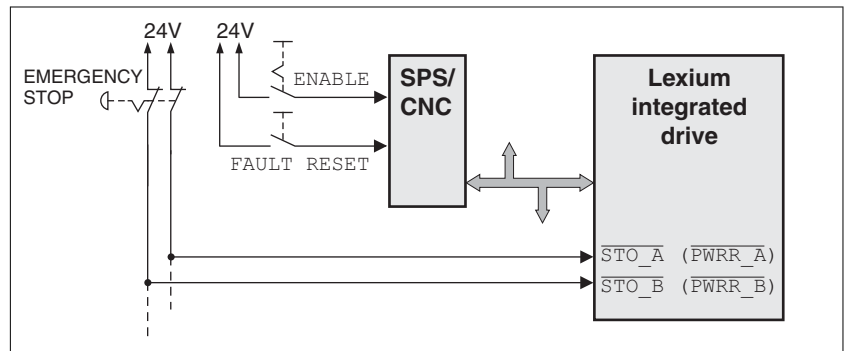 24V
24V
EMERGENCY
STOP
ENABLE
FAULT RESET
SPS/
CNC
Lexium
integrated
drive
STO_A (PWRR_A)
STO_B (PWRR_B)